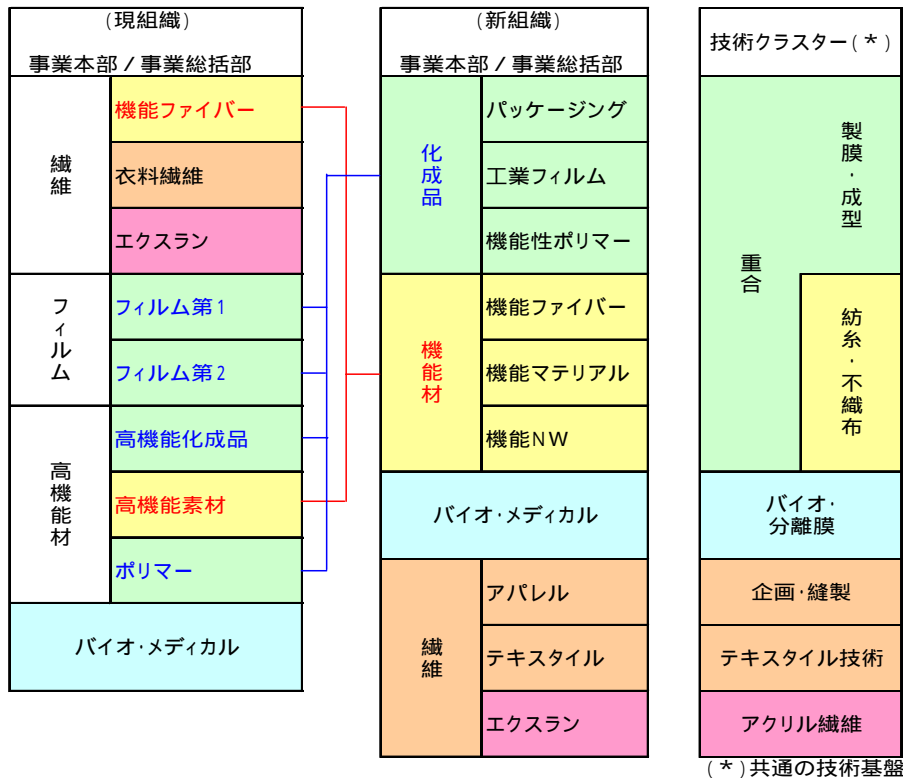 (現組織)
事業本部/事業総括部
繊維
機能ファイバー
衣料繊維
エクスラン
フィルム
フィルム第1
フィルム第2
高機能材
高機能化成品
高機能素材
ポリマー
バイオ・メディカル
(新組織)
事業本部/事業総括部
化成品
パッケージング
工業フィルム
機能性ポリマー
機能材
機能ファイバー
機能マテリアル
機能NW
バイオ・メディカル
繊維
アパレル
テキスタイル
エクスラン
技術クラスター(*)
重合
製膜・成型
紡糸・不織布
バイオ・
分離膜
企画・縫製
テキスタイル技術
アクリル繊維
(*)共通の技術基盤